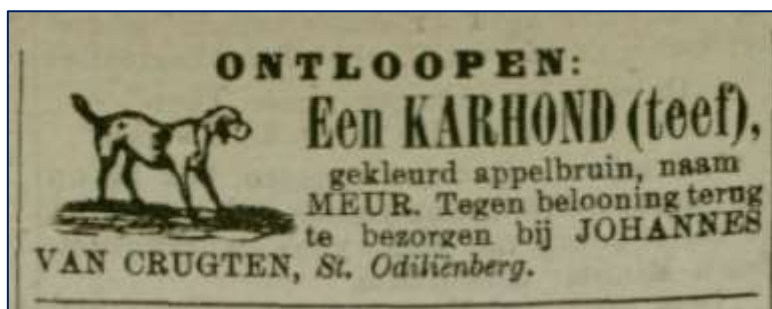 ONTLOOPEN:
Een KARHOND (teef),
gekleurd appelbruin, naam
MEUR. Tegen belooning terug
te bezorgen bij JOHANNES
VAN CRUGTEN, St. Odiliënberg.